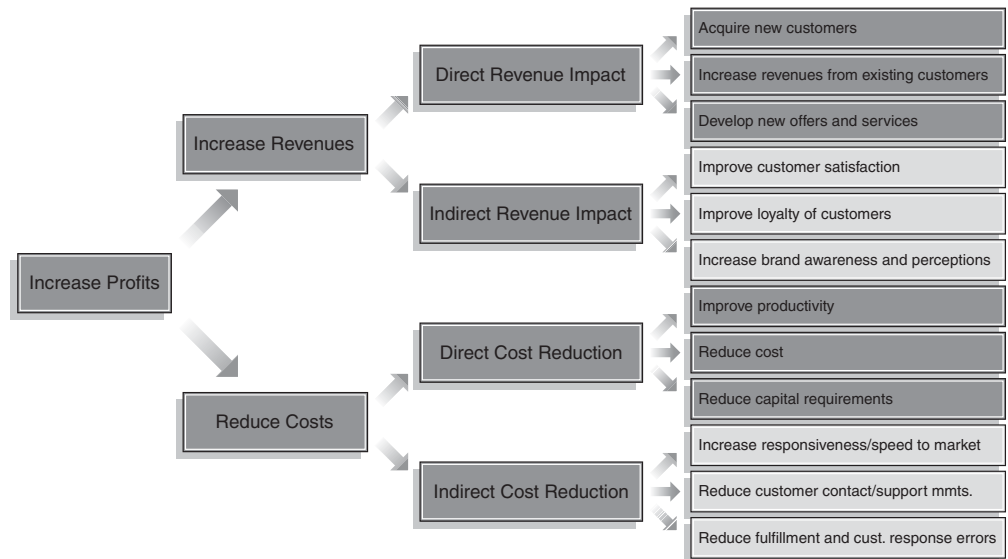 Increase Profits
Increase Revenues
Reduce Costs
Direct Revenue Impact
Indirect Revenue Impact
Direct Cost Reduction
Indirect Cost Reduction
Acquire new customers
Increase revenues from existing customers
Develop new offers and services
Improve customer satisfaction
Improve loyalty of customers
Increase brand awareness and perceptions
Improve productivity
Reduce cost
Reduce capital requirements
Increase responsiveness/speed to market
Reduce customer contact/support mmts.
Reduce fulfillment and cust. response errors